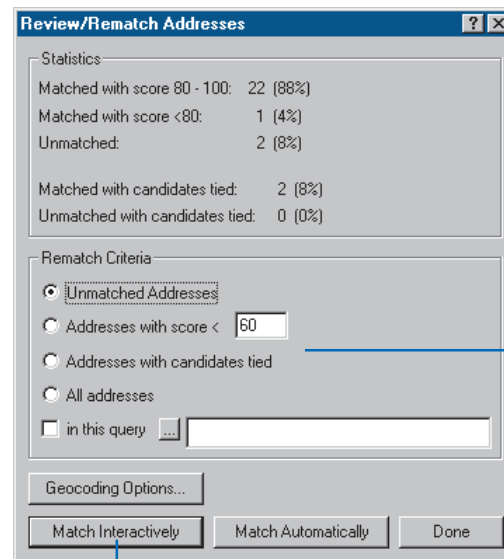 Review/Rematch Addresses
Statistics
Matched with score 80 - 100: 22 (88%)
Matched with score <80: 1 (4%)
Unmatched: 2 (8%)
Matched with candidates tied: 2 (8%)
Unmatched with candidates tied: 0 (0%)
Rematch Criteria
Unmatched Addresses
Addresses with score < 60
Addresses with candidates tied
All addresses
in this query ...
Geocoding Options...
Match Interactively Match Automatically Done